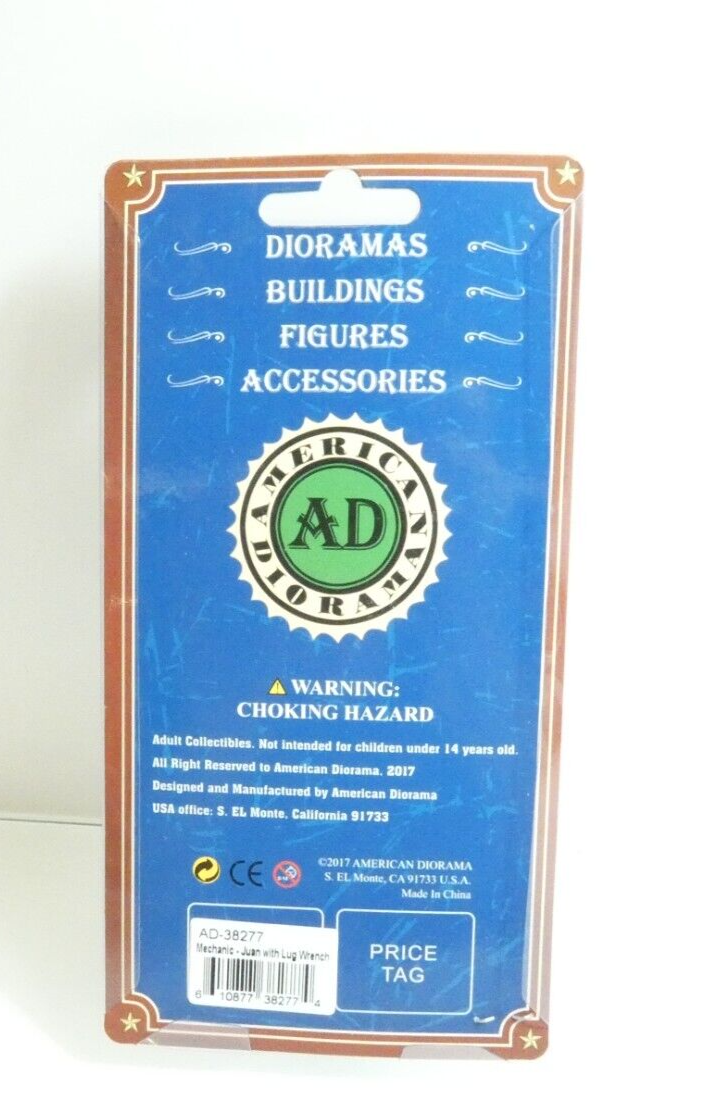 DIORAMAS
BUILDINGS
FIGURES
ACCESSORIES
AMERICAN
AD
DIORAMA
WARNING:
CHOKING HAZARD
Adult Collectibles. Not intended for children under 14 years old.
All Right Reserved to American Diorama. 2017
Designed and Manufactured by American Diorama
USA office: S. EL Monte. California 91733
CE
©2017 AMERICAN DIORAMA
S. EL Monte, CA 91733 U.S.A.
Made In China
AD-38277
Mechanic - Juan with Lug Wrench
6 10877 38277 4
PRICE
TAG